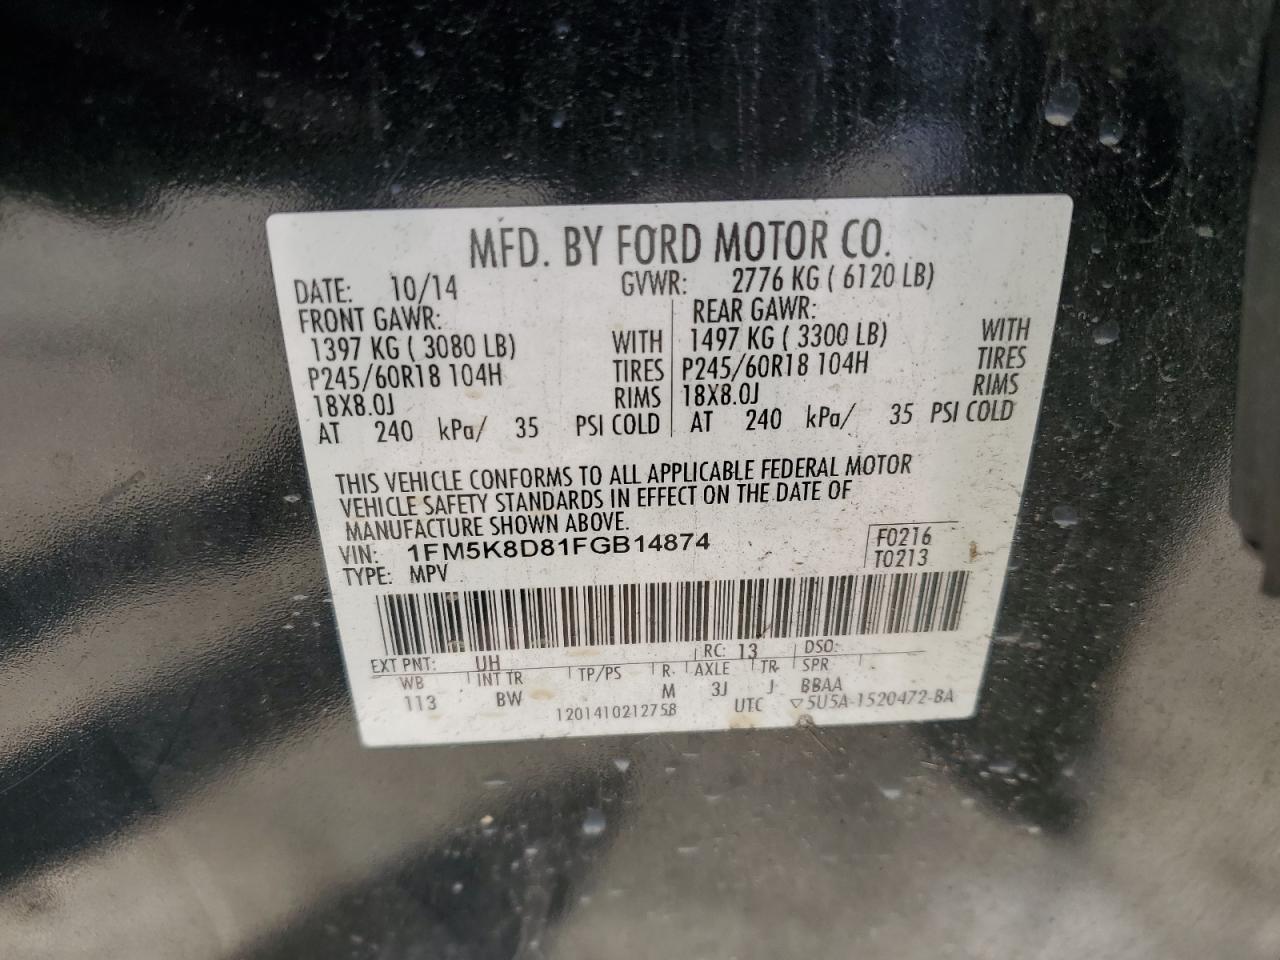 MFD. BY FORD MOTOR CO.
DATE: 10/14 GVWR: 2776 KG ( 6120 LB)
FRONT GAWR: REAR GAWR:
1397 KG ( 3080 LB) WITH 1497 KG ( 3300 LB) WITH
P245/60R18 104H TIRES P245/60R18 104H TIRES
18X8.0J RIMS 18X8.0J RIMS
AT 240 kPa/ 35 PSI COLD AT 240 kPa/ 35 PSI COLD
THIS VEHICLE CONFORMS TO ALL APPLICABLE FEDERAL MOTOR
VEHICLE SAFETY STANDARDS IN EFFECT ON THE DATE OF
MANUFACTURE SHOWN ABOVE.
VIN: 1FM5K8D81FGB14874 F0216
TYPE: MPV T0213
EXT PNT: UH RC: 13 DSO:
WB INT TR TP/PS R. AXLE TR SPR
113 BW M 3J J BBAA
1201410212758 UTC ▽5U5A-1520472-BA